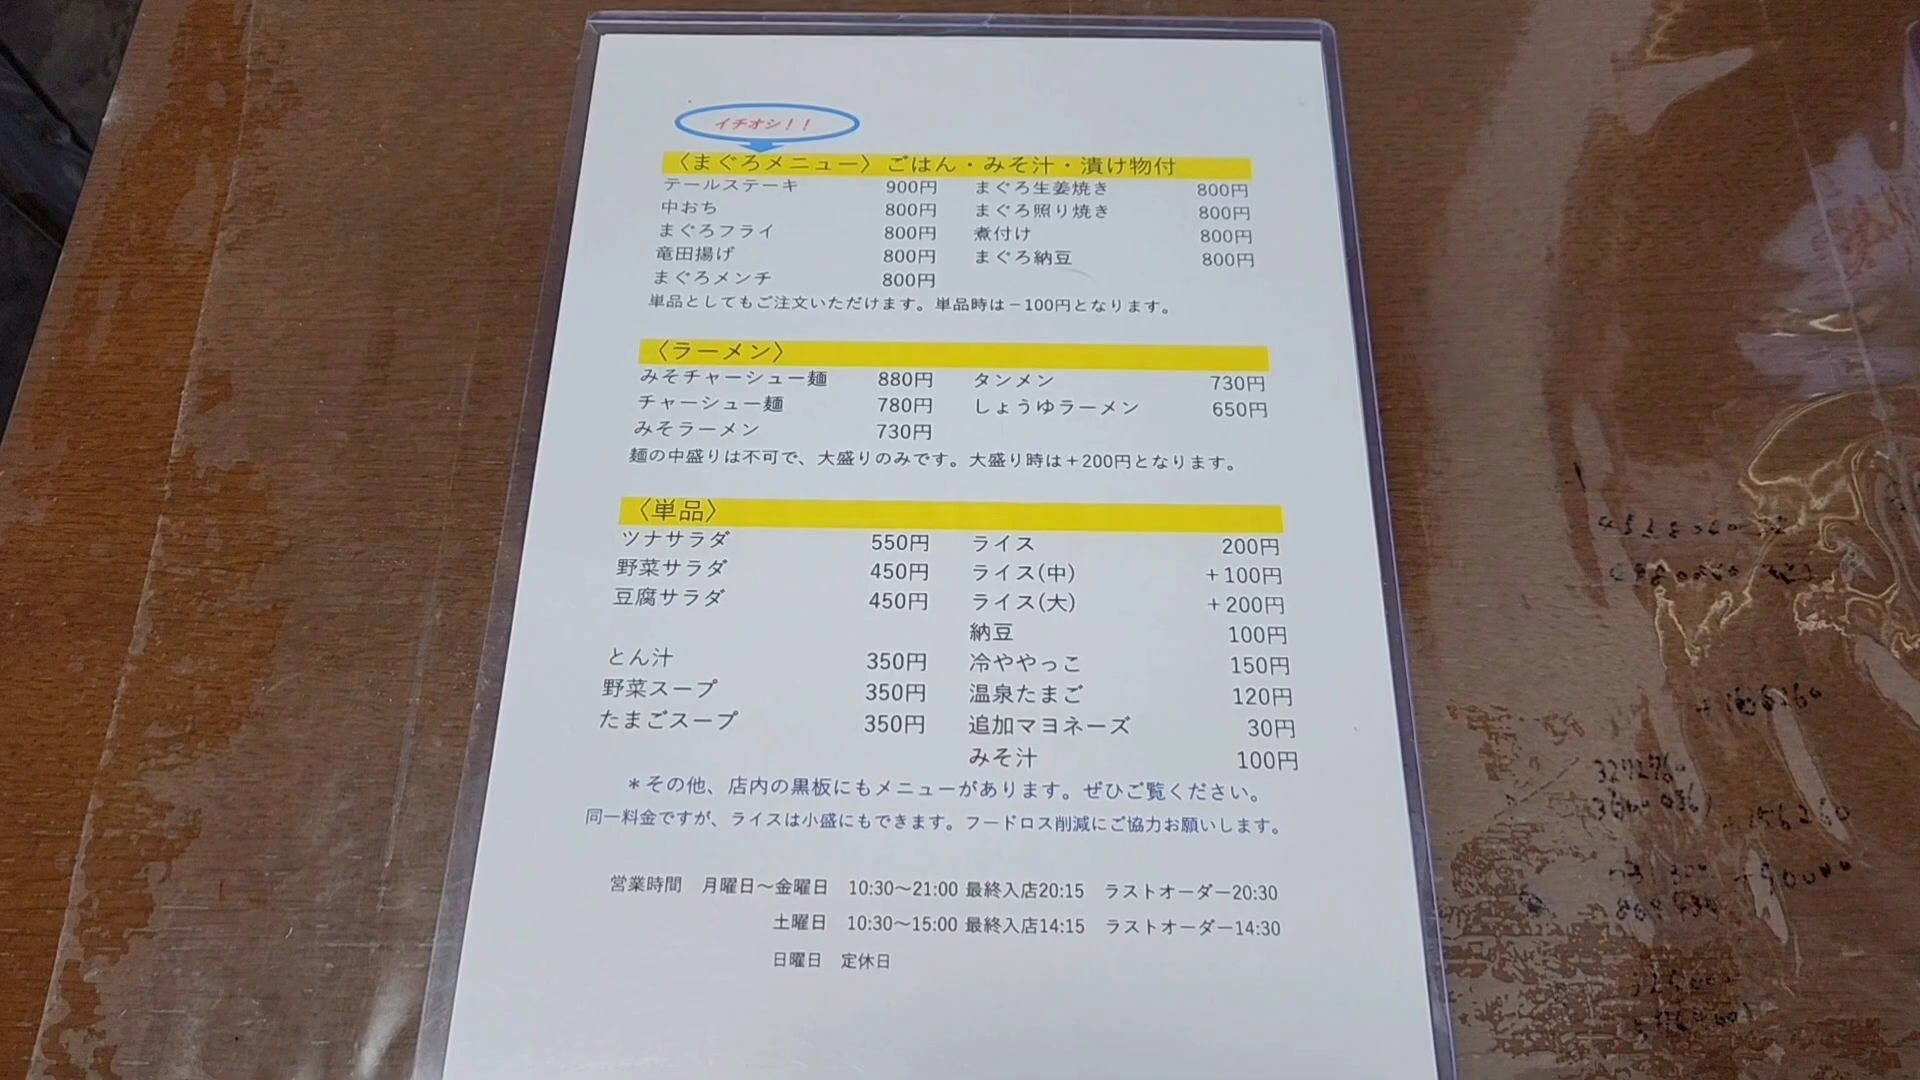 イチオシ！！
〈まぐろメニュー〉ごはん・みそ汁・漬け物付
テールステーキ 900円 まぐろ生姜焼き 800円
中おち 800円 まぐろ照り焼き 800円
まぐろフライ 800円 煮付け 800円
竜田揚げ 800円 まぐろ納豆 800円
まぐろメンチ 800円
単品としてもご注文いただけます。単品時は－100円となります。
〈ラーメン〉
みそチャーシュー麺 880円 タンメン 730円
チャーシュー麺 780円 しょうゆラーメン 650円
みそラーメン 730円
麺の中盛りは不可で、大盛りのみです。大盛り時は＋200円となります。
〈単品〉
ツナサラダ 550円 ライス 200円
野菜サラダ 450円 ライス(中) ＋100円
豆腐サラダ 450円 ライス(大) ＋200円
納豆 100円
とん汁 350円 冷ややっこ 150円
野菜スープ 350円 温泉たまご 120円
たまごスープ 350円 追加マヨネーズ 30円
みそ汁 100円
＊その他、店内の黒板にもメニューがあります。ぜひご覧ください。
同一料金ですが、ライスは小盛にもできます。フードロス削減にご協力お願いします。
営業時間 月曜日～金曜日 10:30～21:00 最終入店20:15 ラストオーダー20:30
土曜日 10:30～15:00 最終入店14:15 ラストオーダー14:30
日曜日 定休日